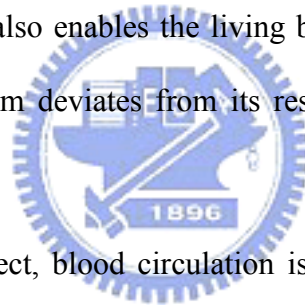 also enables the living b
m deviates from its res
1896
ect, blood circulation is